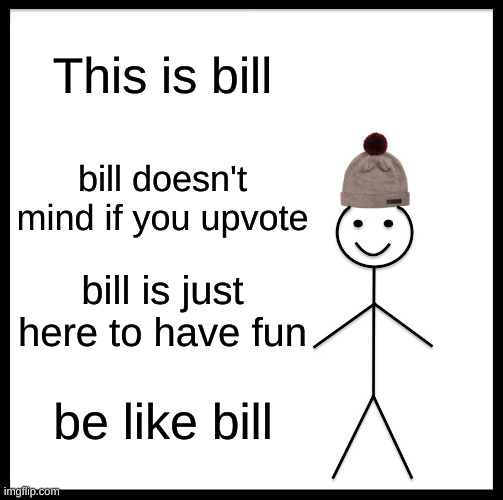 This is bill
bill doesn't
mind if you upvote
bill is just
here to have fun
be like bill
imgflip.com